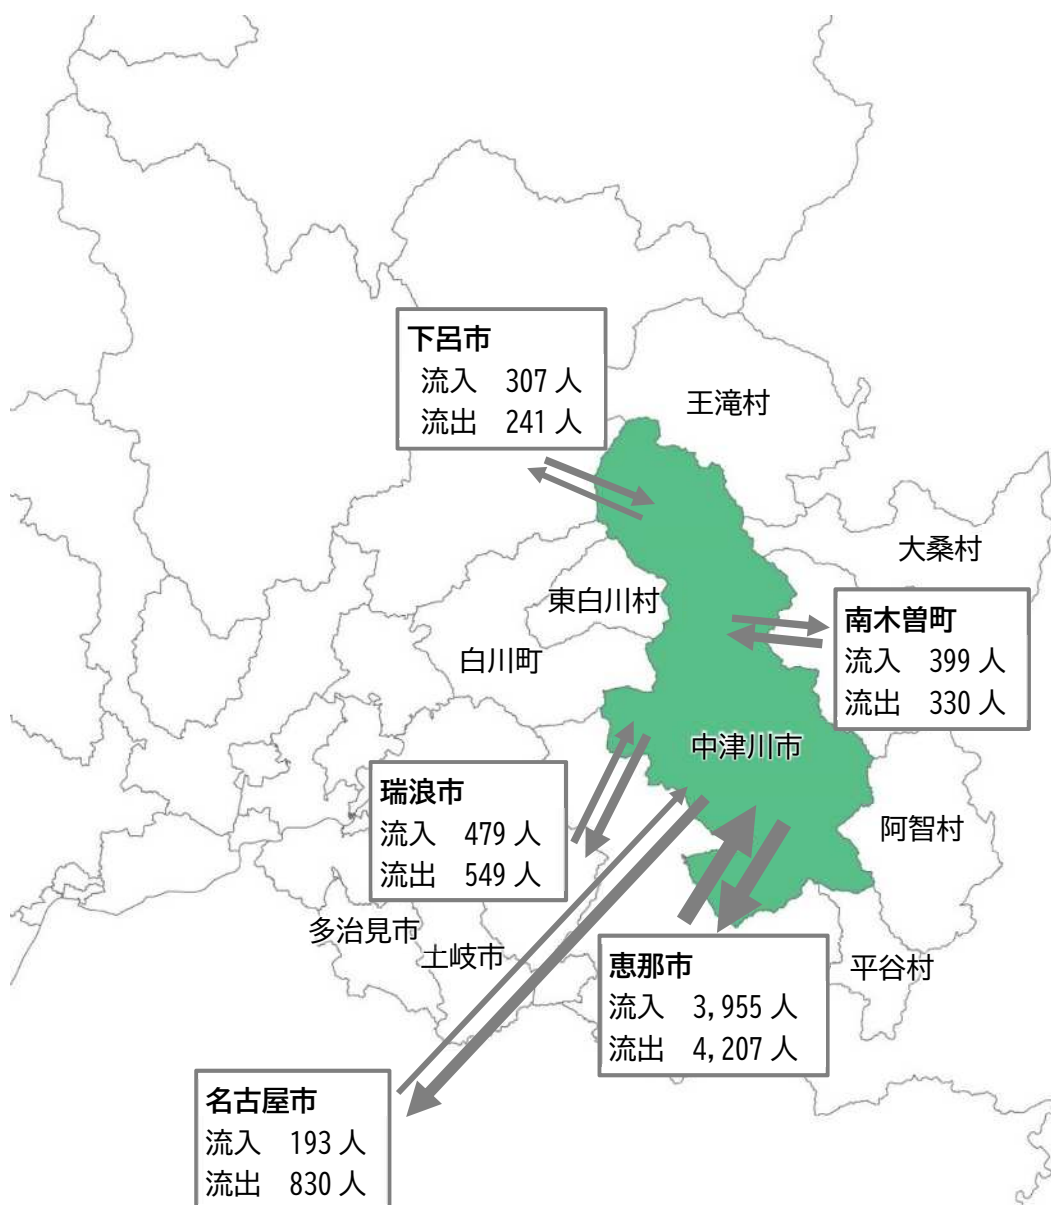 下呂市
流入 307 人
流出 241 人
王滝村
大桑村
東白川村
南木曽町
流入 399 人
流出 330 人
白川町
中津川市
瑞浪市
流入 479 人
流出 549 人
阿智村
多治見市
土岐市
恵那市
流入 3,955 人
流出 4,207 人
平谷村
名古屋市
流入 193 人
流出 830 人